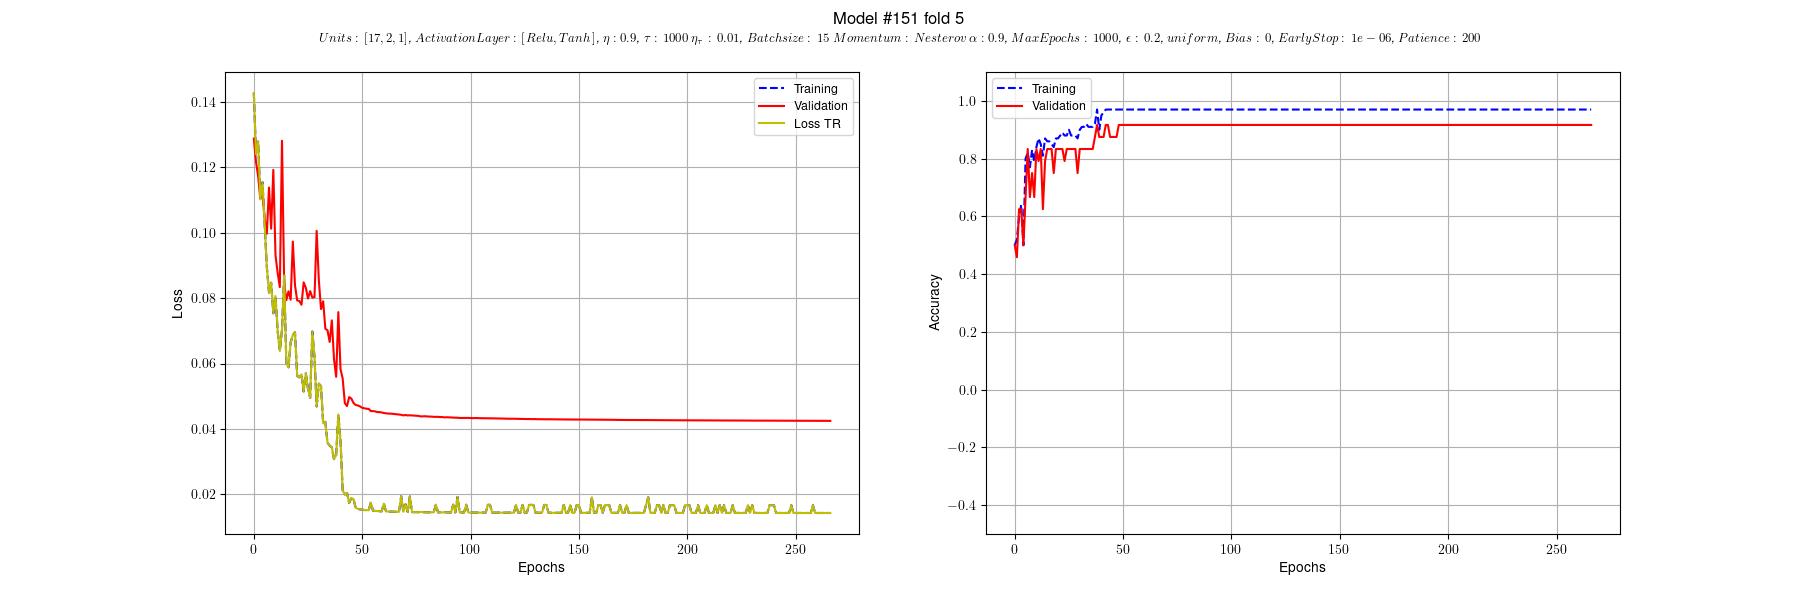 Model #151 fold 5
Units : [17, 2, 1], ActivationLayer : [Relu, Tanh], η : 0.9, τ : 1000 ητ : 0.01, Batchsize : 15 Momentum : Nesterov α : 0.9, MaxEpochs : 1000, ϵ : 0.2, uniform, Bias : 0, EarlyStop : 1e − 06, Patience : 200
Training
Validation
Loss TR
0.14
0.12
0.10
0.08
0.06
0.04
0.02
Loss
0 50 100 150 200 250
Epochs
Training
Validation
1.0
0.8
0.6
0.4
0.2
0.0
−0.2
−0.4
Accuracy
0 50 100 150 200 250
Epochs